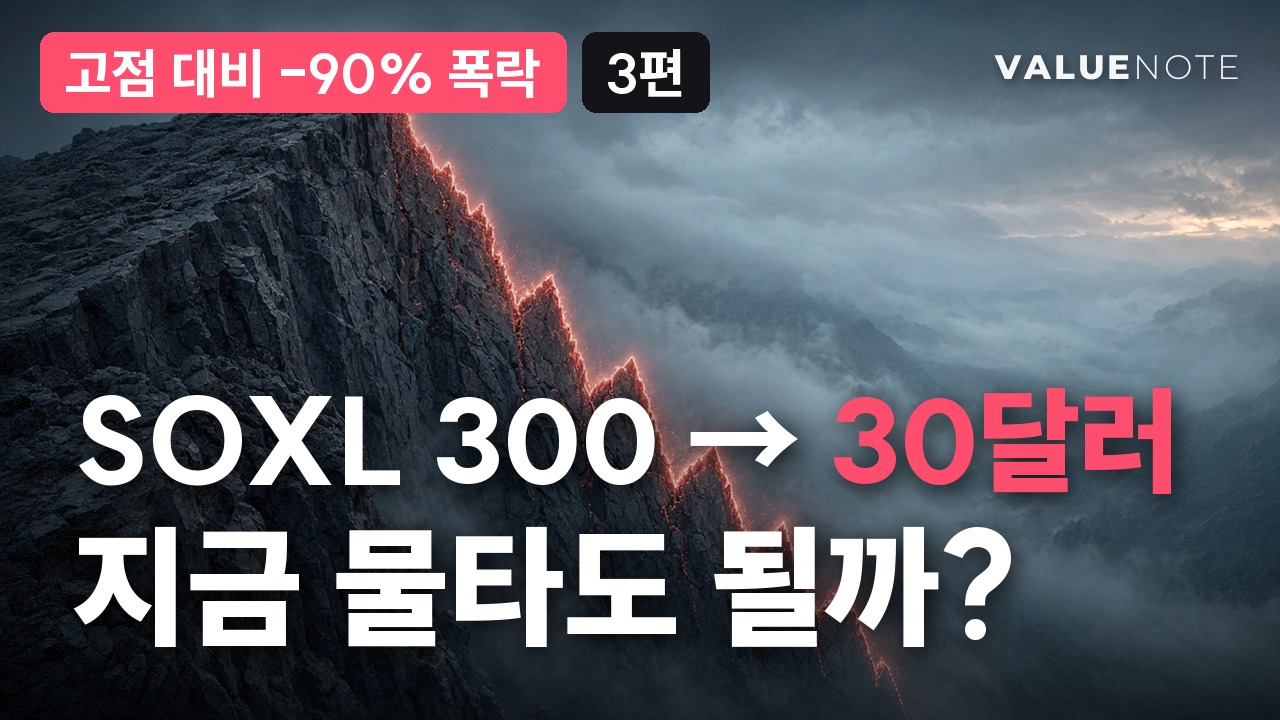 고점 대비 -90% 폭락
3편
VALUENOTE
SOXL 300 → 30달러
지금 물타도 될까?